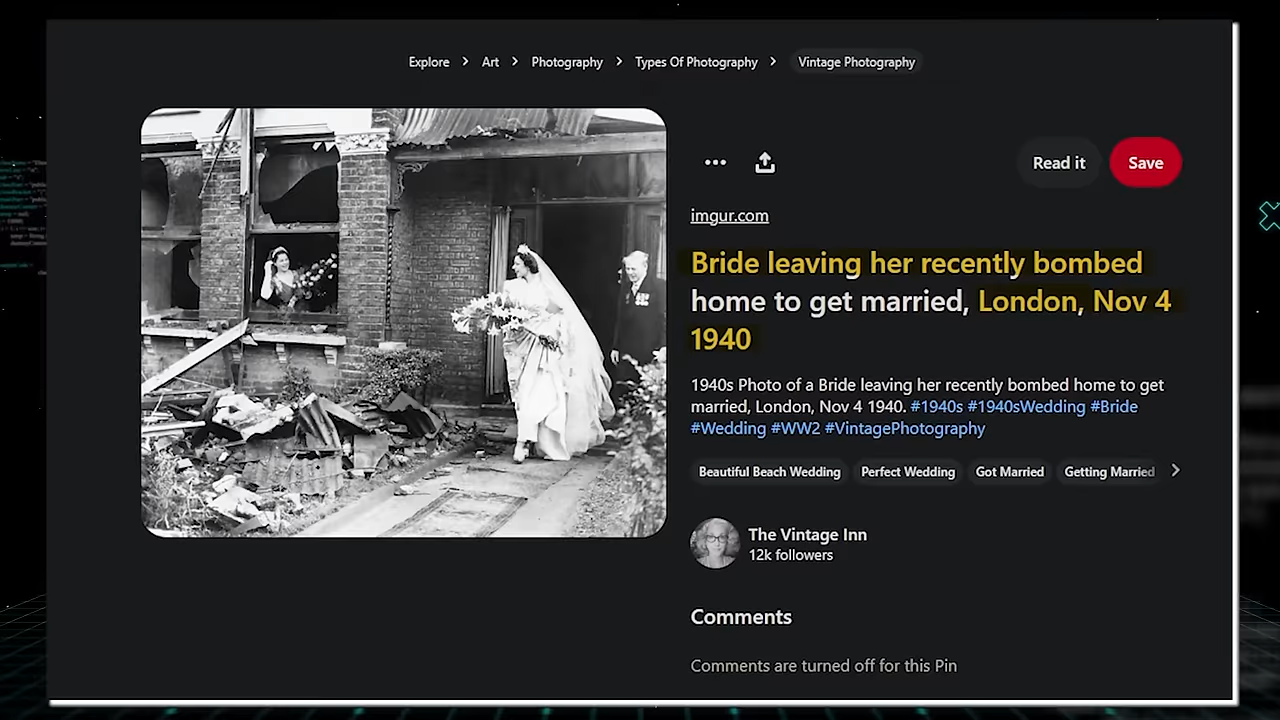 Explore > Art > Photography > Types Of Photography > Vintage Photography
Read it
Save
imgur.com
Bride leaving her recently bombed
home to get married, London, Nov 4
1940
1940s Photo of a Bride leaving her recently bombed home to get
married, London, Nov 4 1940. #1940s #1940sWedding #Bride
#Wedding #WW2 #VintagePhotography
Beautiful Beach Wedding
Perfect Wedding
Got Married
Getting Married
The Vintage Inn
12k followers
Comments
Comments are turned off for this Pin